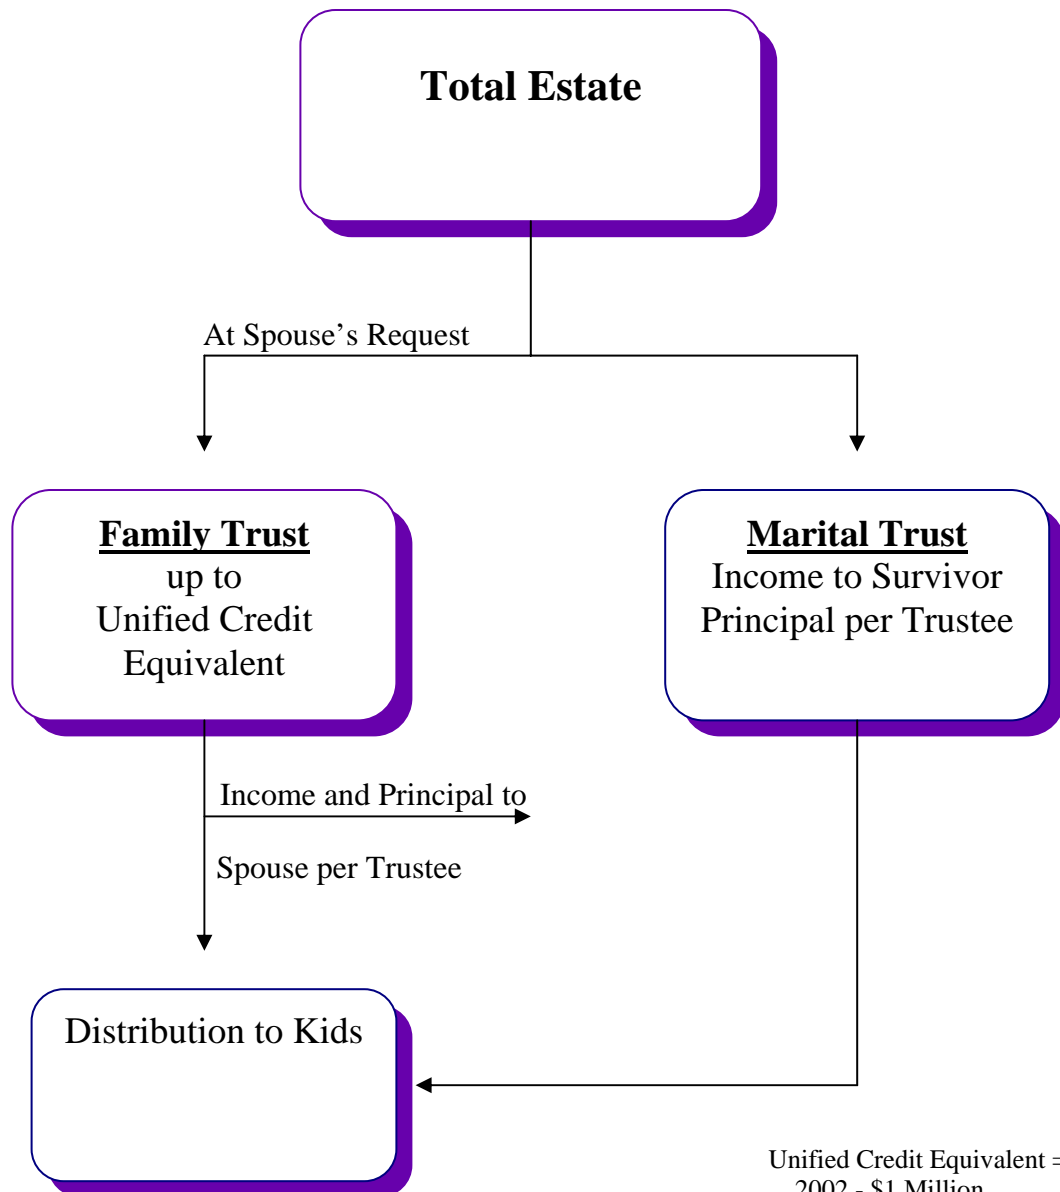 Total Estate
At Spouse’s Request
Family Trust
up to
Unified Credit
Equivalent
Marital Trust
Income to Survivor
Principal per Trustee
Income and Principal to
Spouse per Trustee
Distribution to Kids
Unified Credit Equivalent =
2002 - $1 Million